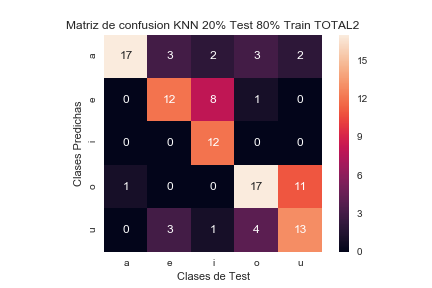 Matriz de confusion KNN 20% Test 80% Train TOTAL2
Clases Predichas
a 17 3 2 3 2
e 0 12 8 1 0
i 0 0 12 0 0
o 1 0 0 17 11
u 0 3 1 4 13
a e i o u
Clases de Test
15
12
9
6
3
0